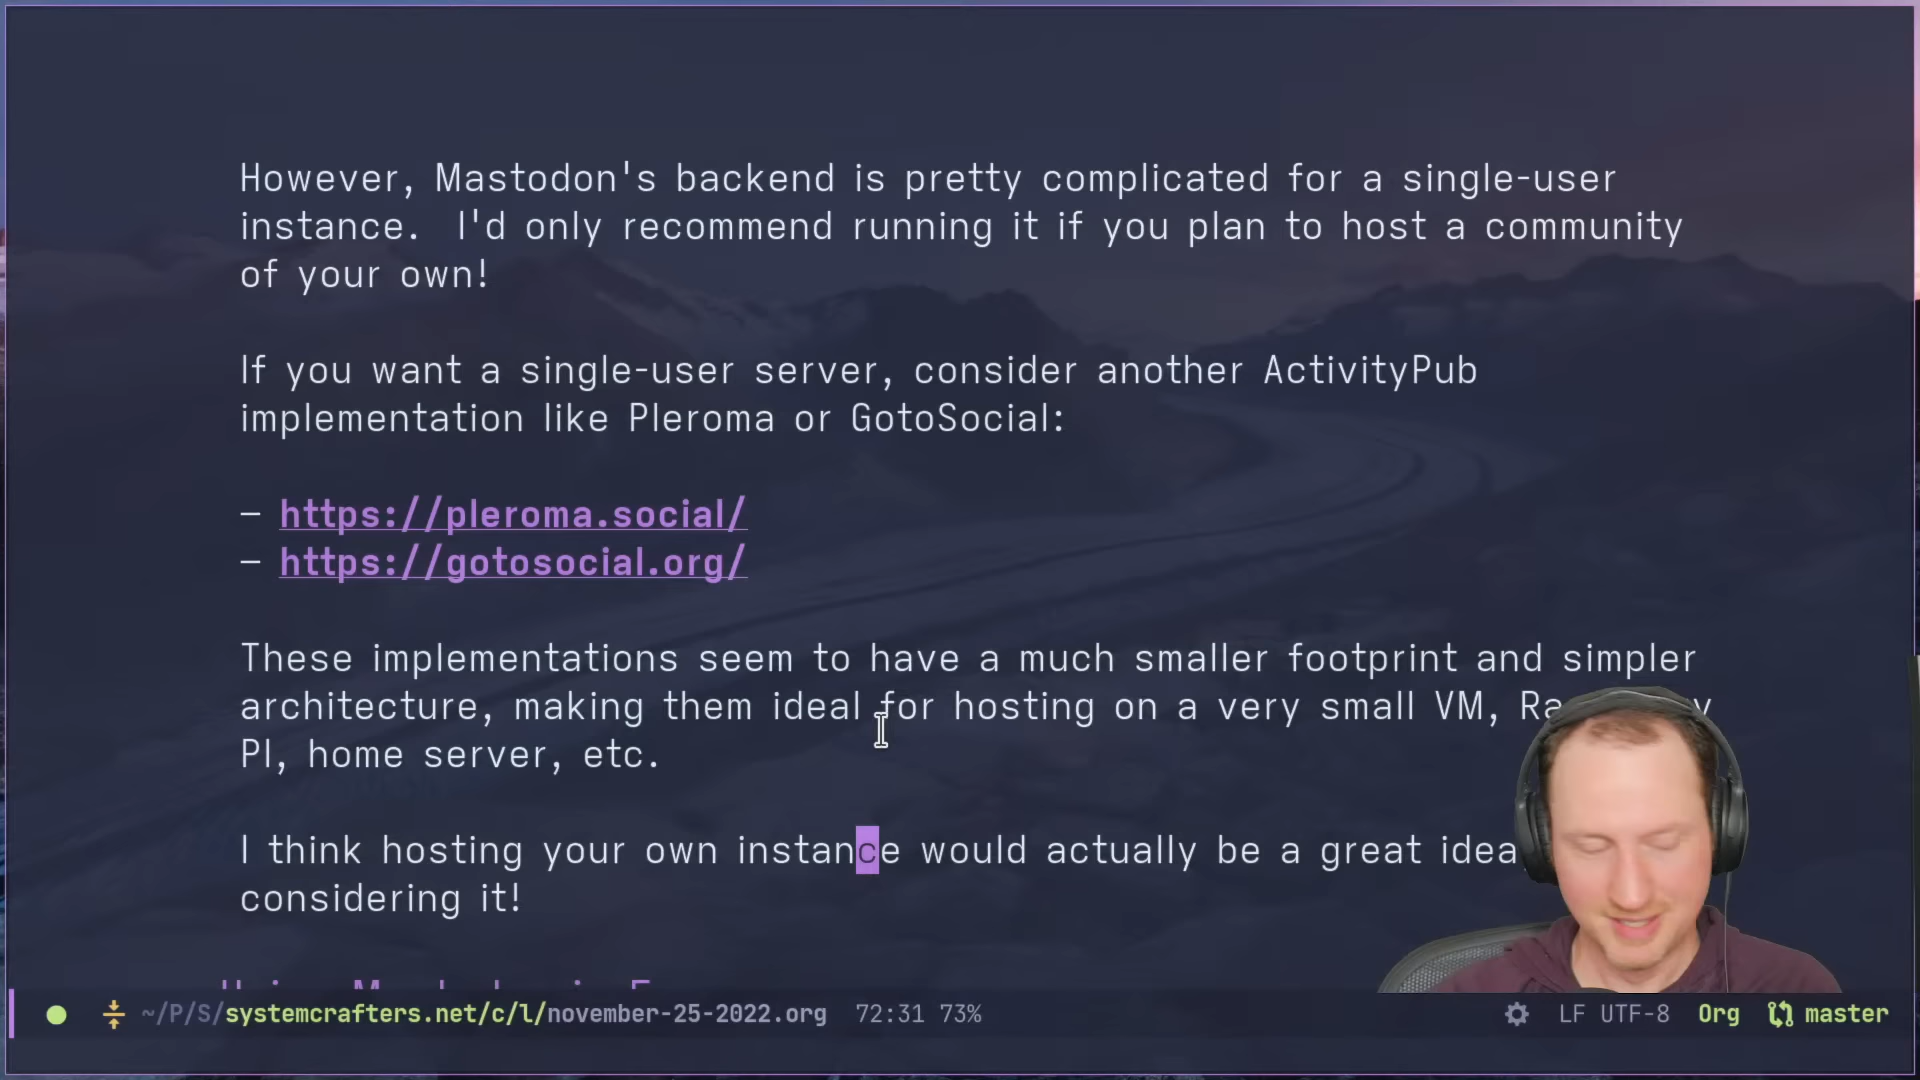 However, Mastodon's backend is pretty complicated for a single-user
instance.  I'd only recommend running it if you plan to host a community
of your own!
If you want a single-user server, consider another ActivityPub
implementation like Pleroma or GotoSocial:
– https://pleroma.social/
– https://gotosocial.org/
These implementations seem to have a much smaller footprint and simpler
architecture, making them ideal for hosting on a very small VM,
PI, home server, etc.
I think hosting your own instance would actually be a great idea
considering it!
~/P/S/systemcrafters.net/c/l/november-25-2022.org 72:31 73% LF UTF-8 Org master